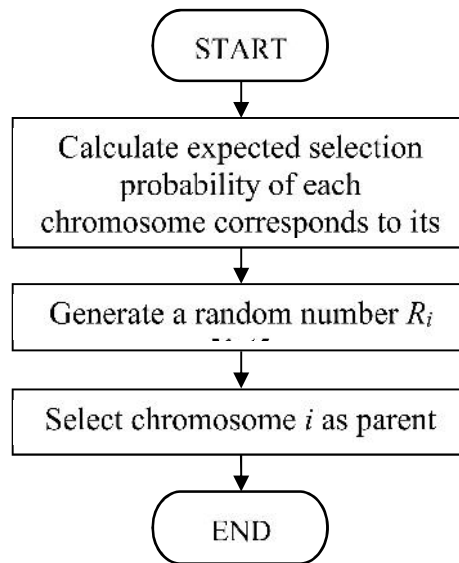 START
Calculate expected selection
probability of each
chromosome corresponds to its
Generate a random number Ri
Select chromosome i as parent
END